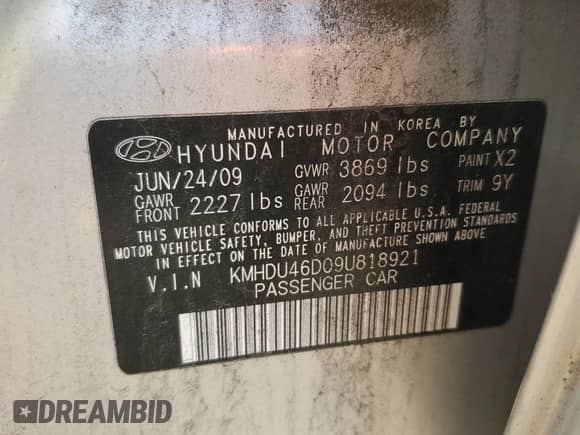 MANUFACTURED IN KOREA BY
HYUNDAI MOTOR COMPANY
JUN/24/09 GVWR 3869 lbs PAINT X2
GAWR FRONT 2227 lbs GAWR REAR 2094 lbs TRIM 9Y
THIS VEHICLE CONFORMS TO ALL APPLICABLE U.S.A. FEDERAL
MOTOR VEHICLE SAFETY, BUMPER, AND THEFT PREVENTION STANDARDS
IN EFFECT ON THE DATE OF MANUFACTURE SHOWN ABOVE
V.I.N KMHDU46D09U818921
PASSENGER CAR
DREAMBID